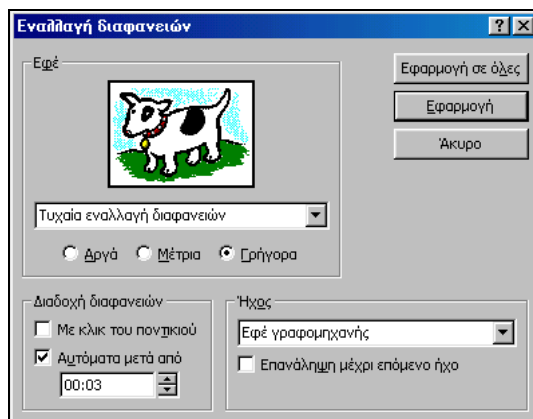 Εναλλαγή διαφανειών
Εφέ
Εφαρμογή σε όλες
Εφαρμογή
Άκυρο
Τυχαία εναλλαγή διαφανειών
Αργά Μέτρια Γρήγορα
Διαδοχή διαφανειών
Με κλικ του ποντικιού
Αυτόματα μετά από
00:03
Ήχος
Εφέ γραφομηχανής
Επανάληψη μέχρι επόμενο ήχο